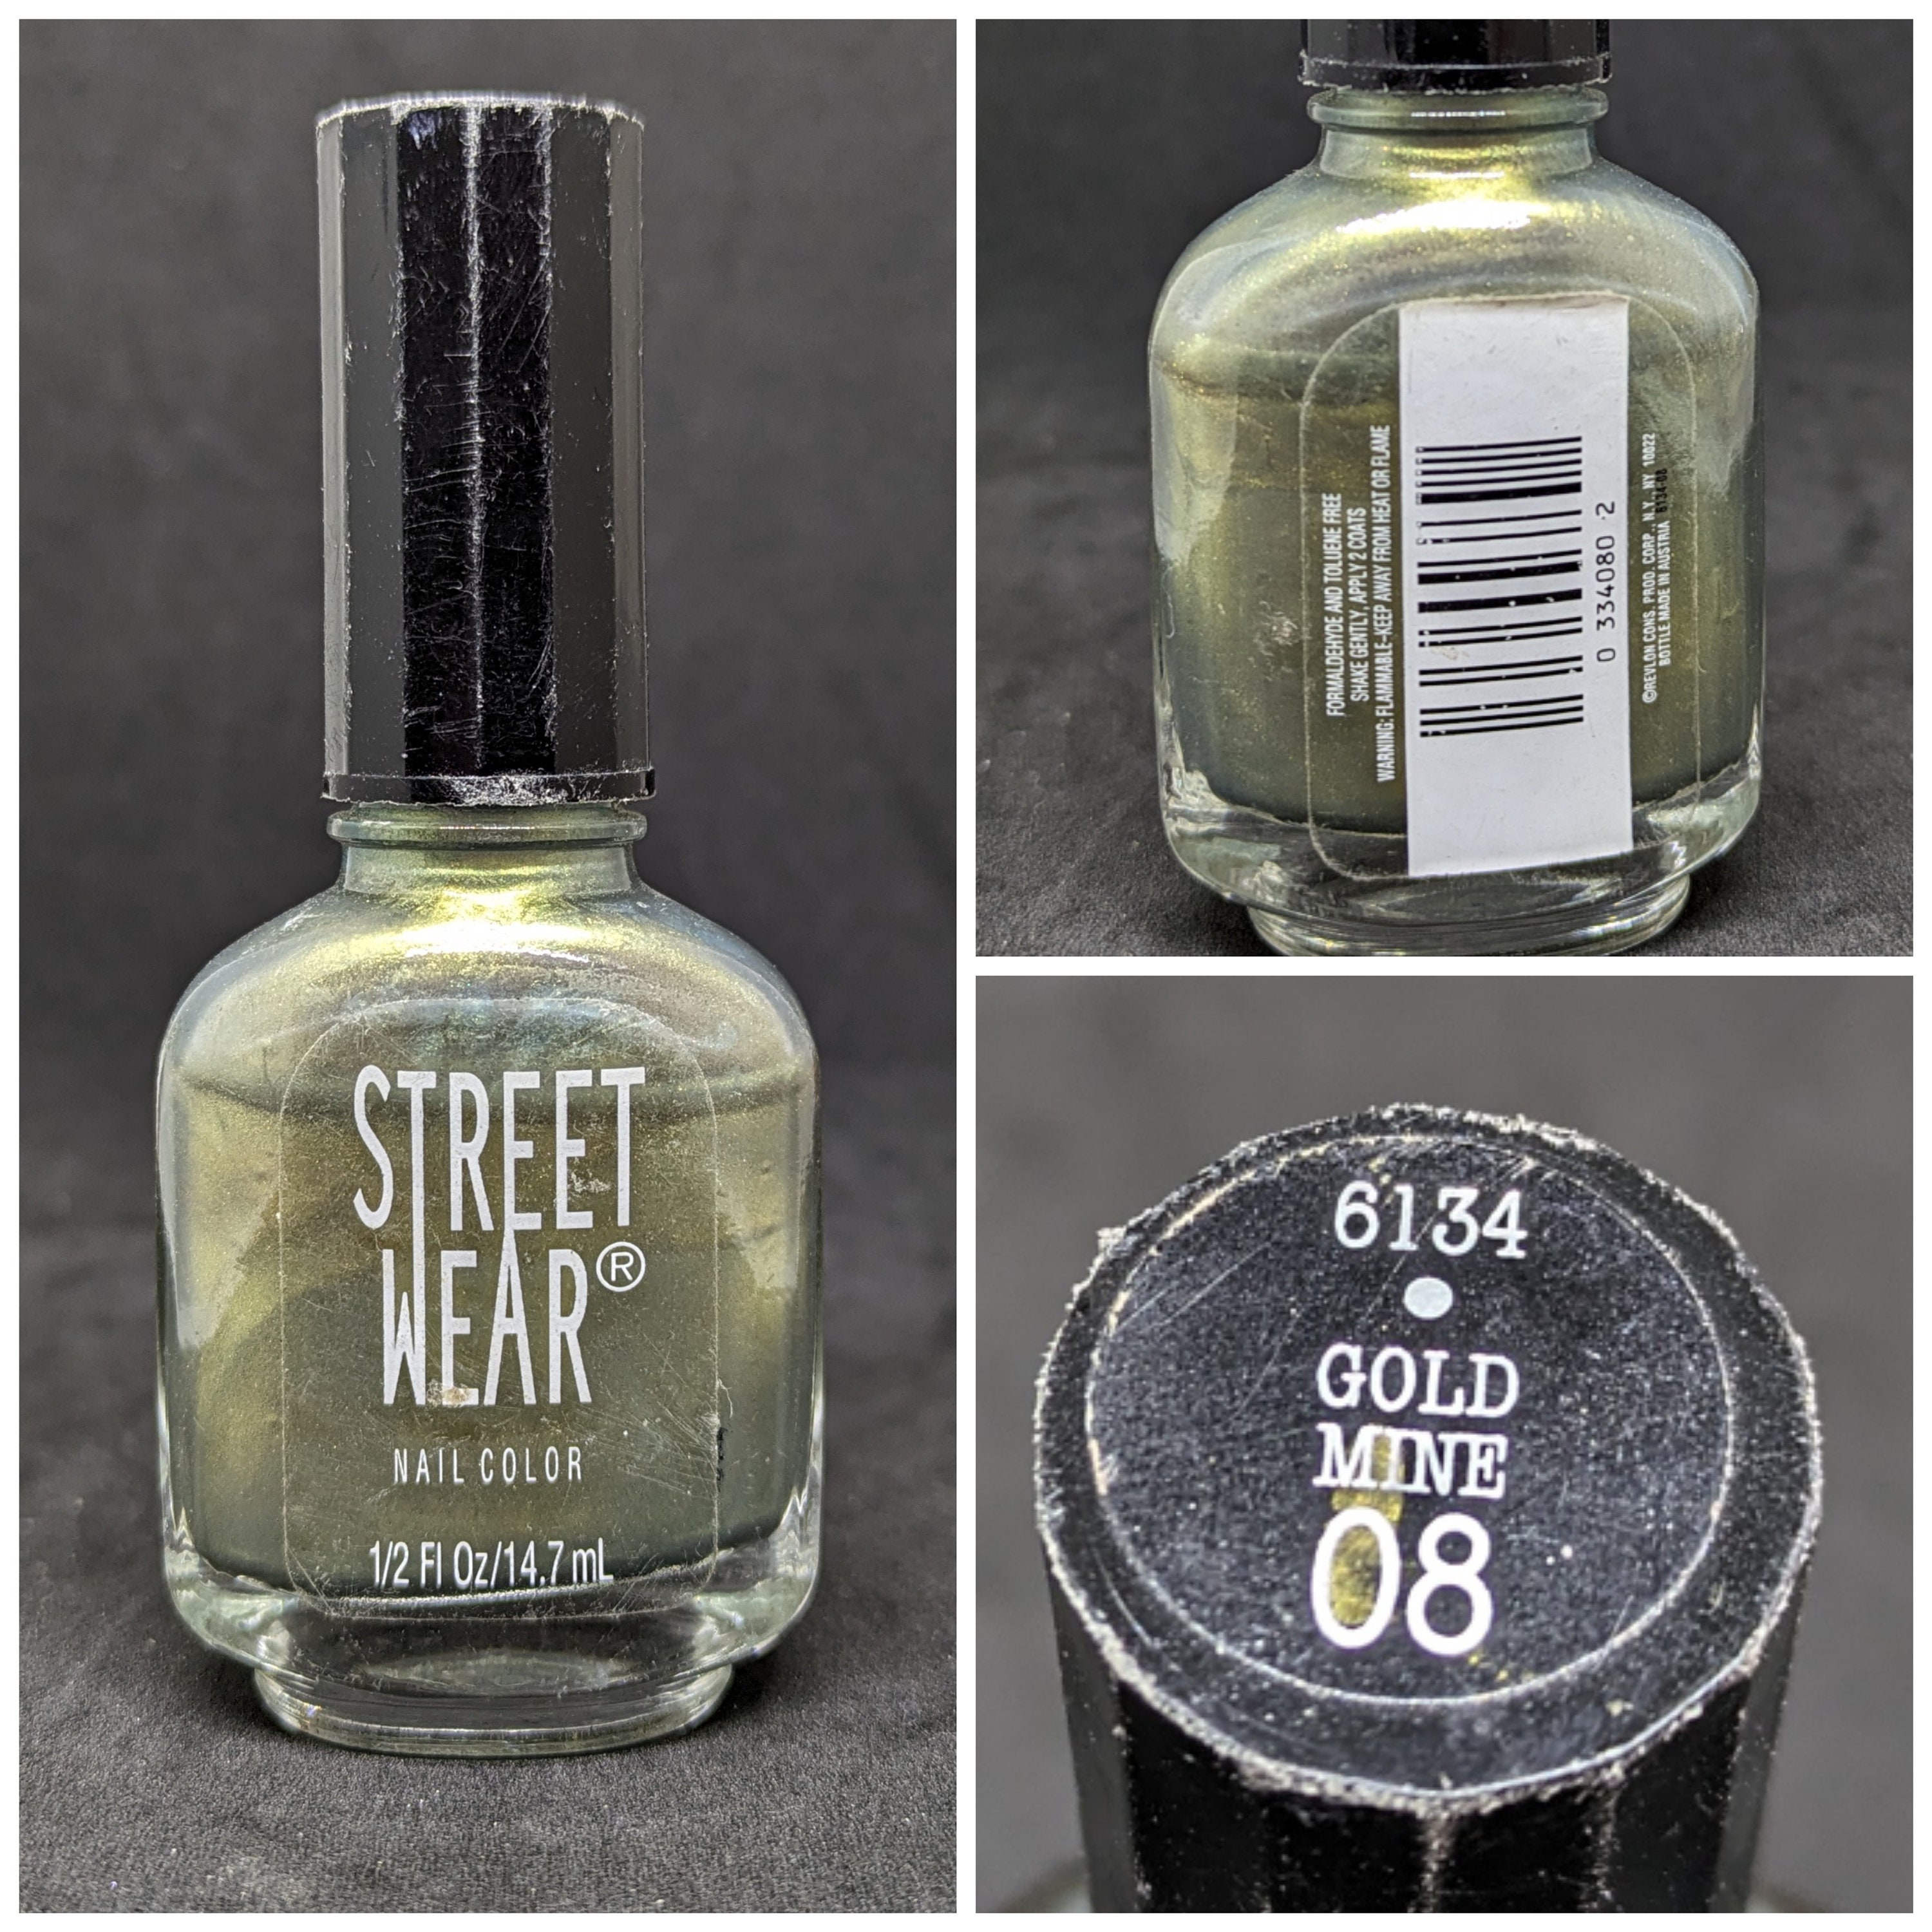 STREET
WEAR®
NAIL COLOR
1/2 Fl Oz/14.7 mL
FORMALDEHYDE AND TOLUENE FREE
SHAKE GENTLY, APPLY 2 COATS
WARNING: FLAMMABLE-KEEP AWAY FROM HEAT OR FLAME
0 334080 2
©REVLON CONS. PROD. CORP., N.Y., NY 10022
BOTTLE MADE IN AUSTRIA 6134-08
6134
GOLD
MINE
08